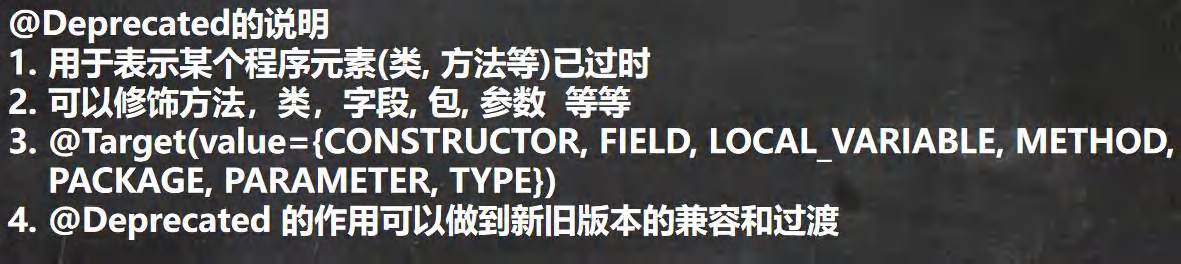 @Deprecated的说明
1. 用于表示某个程序元素(类, 方法等)已过时
2. 可以修饰方法，类，字段, 包, 参数 等等
3. @Target(value={CONSTRUCTOR, FIELD, LOCAL_VARIABLE, METHOD,
PACKAGE, PARAMETER, TYPE})
4. @Deprecated 的作用可以做到新旧版本的兼容和过渡